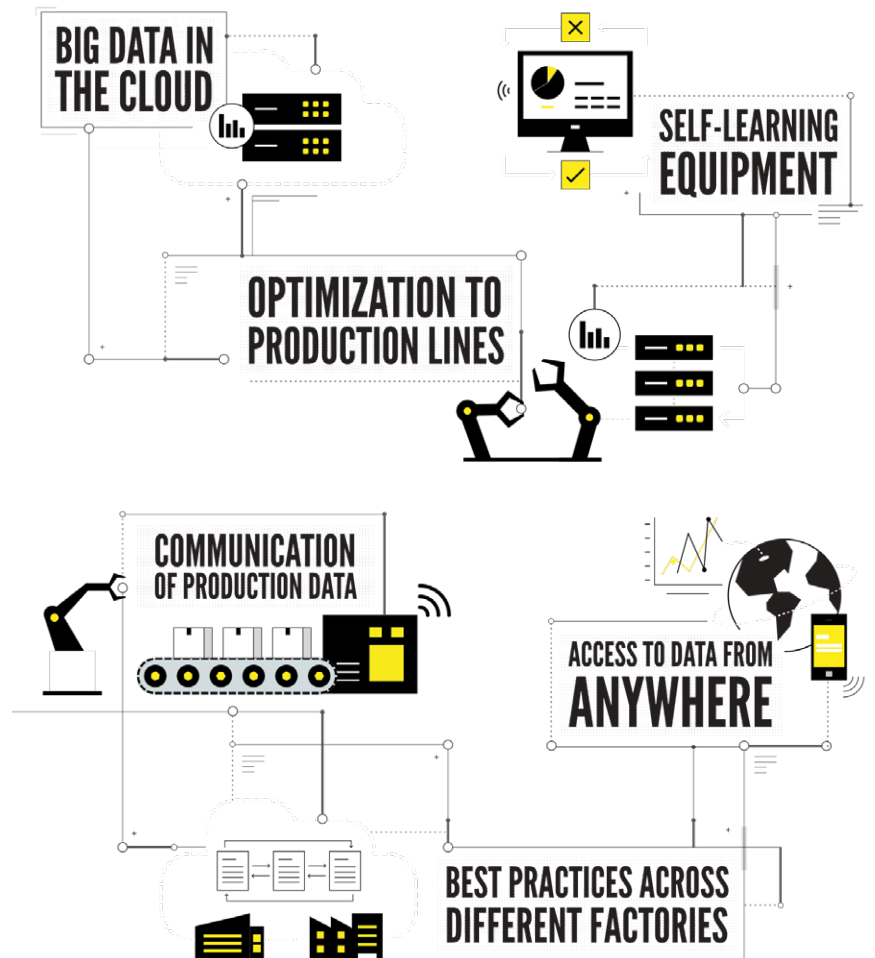 BIG DATA IN
THE CLOUD
SELF-LEARNING
EQUIPMENT
OPTIMIZATION TO
PRODUCTION LINES
COMMUNICATION
OF PRODUCTION DATA
ACCESS TO DATA FROM
ANYWHERE
BEST PRACTICES ACROSS
DIFFERENT FACTORIES